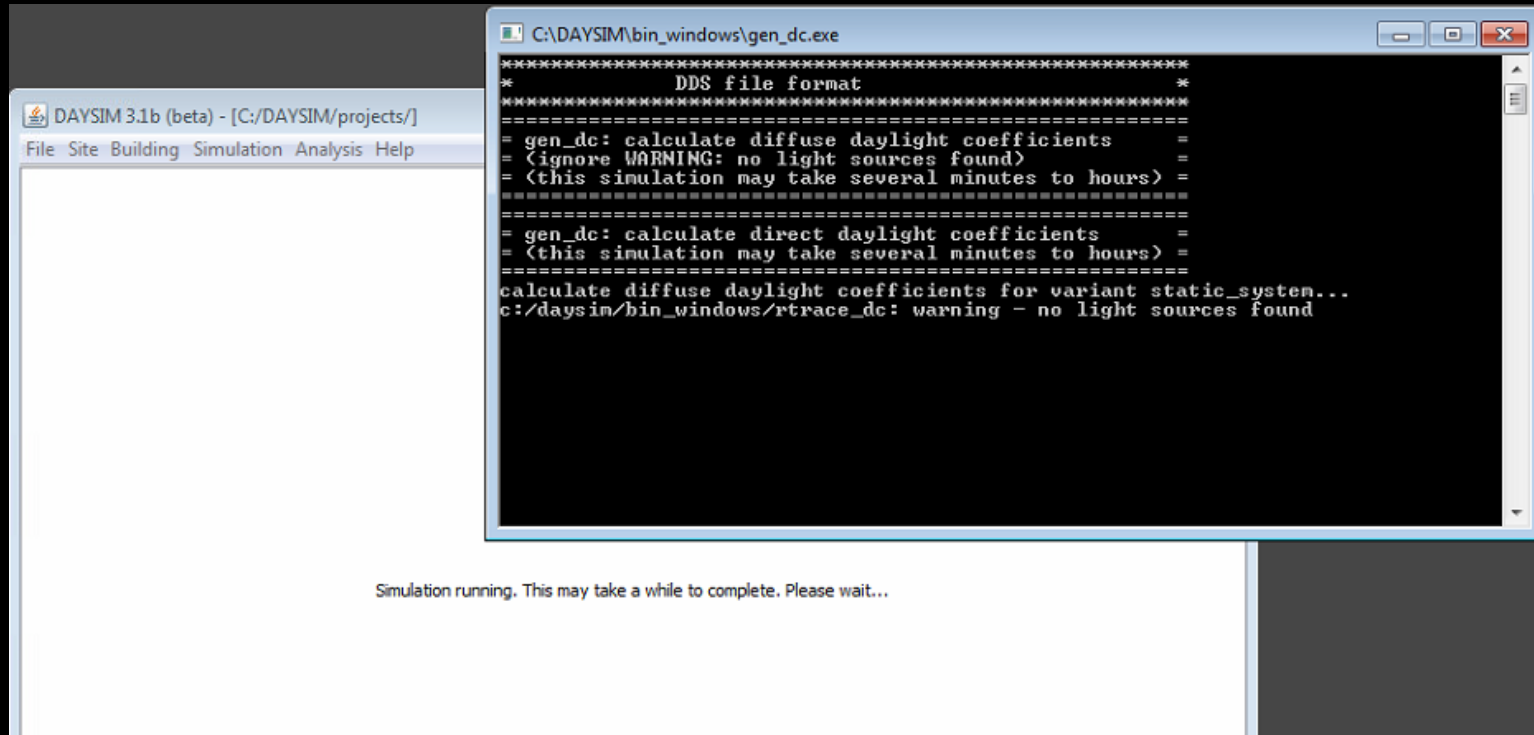 C:\DAYSIM\bin_windows\gen_dc.exe
*******************************************************
* DDS file format *
*******************************************************
=======================================================
= gen_dc: calculate diffuse daylight coefficients =
= (ignore WARNING: no light sources found) =
= (this simulation may take several minutes to hours) =
=======================================================
=======================================================
= gen_dc: calculate direct daylight coefficients =
= (this simulation may take several minutes to hours) =
=======================================================
calculate diffuse daylight coefficients for variant static_system...
c:/daysim/bin_windows/rtrace_dc: warning - no light sources found
DAYSIM 3.1b (beta) - [C:/DAYSIM/projects/]
File Site Building Simulation Analysis Help
Simulation running. This may take a while to complete. Please wait...